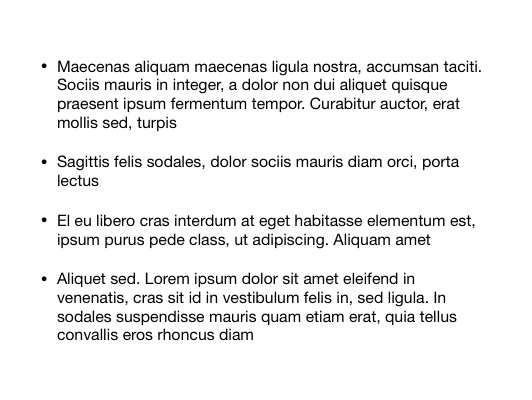 • Maecenas aliquam maecenas ligula nostra, accumsan taciti.
Sociis mauris in integer, a dolor non dui aliquet quisque
praesent ipsum fermentum tempor. Curabitur auctor, erat
mollis sed, turpis
• Sagittis felis sodales, dolor sociis mauris diam orci, porta
lectus
• El eu libero cras interdum at eget habitasse elementum est,
ipsum purus pede class, ut adipiscing. Aliquam amet
• Aliquet sed. Lorem ipsum dolor sit amet eleifend in
venenatis, cras sit id in vestibulum felis in, sed ligula. In
sodales suspendisse mauris quam etiam erat, quia tellus
convallis eros rhoncus diam